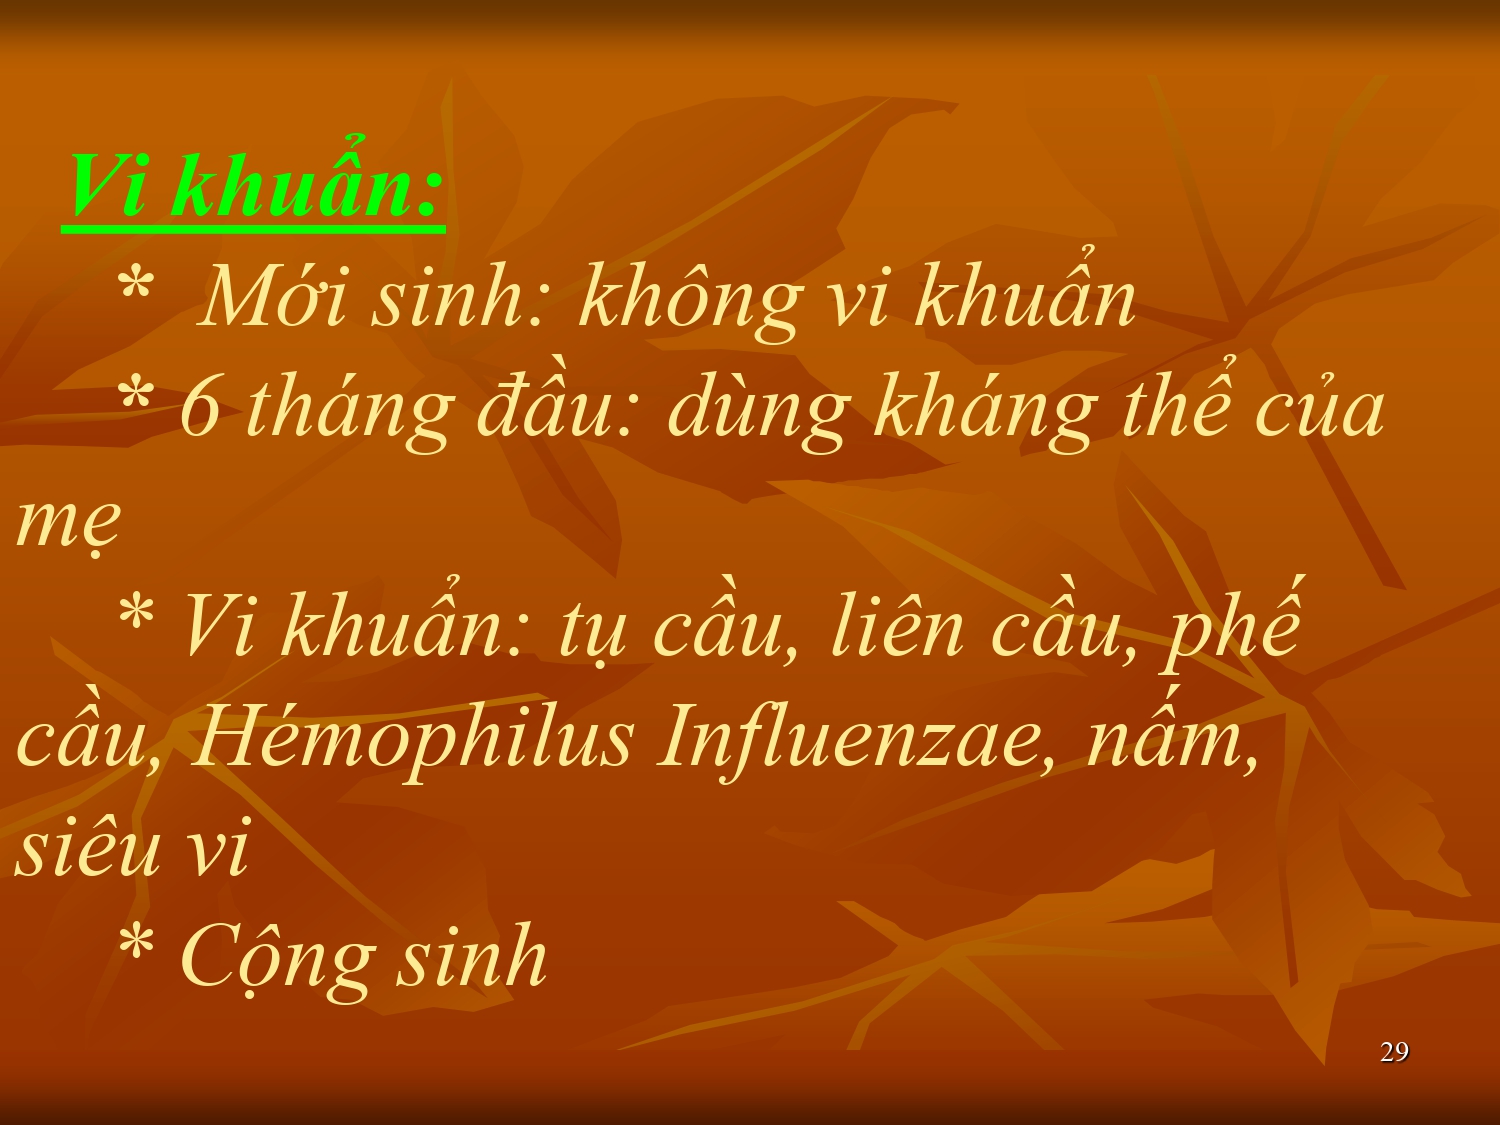 Vi khuẩn:
* Mới sinh: không vi khuẩn
* 6 tháng đầu: dùng kháng thể của
mẹ
* Vi khuẩn: tụ cầu, liên cầu, phế
cầu, Hémophilus Influenzae, nấm,
siêu vi
* Cộng sinh
29